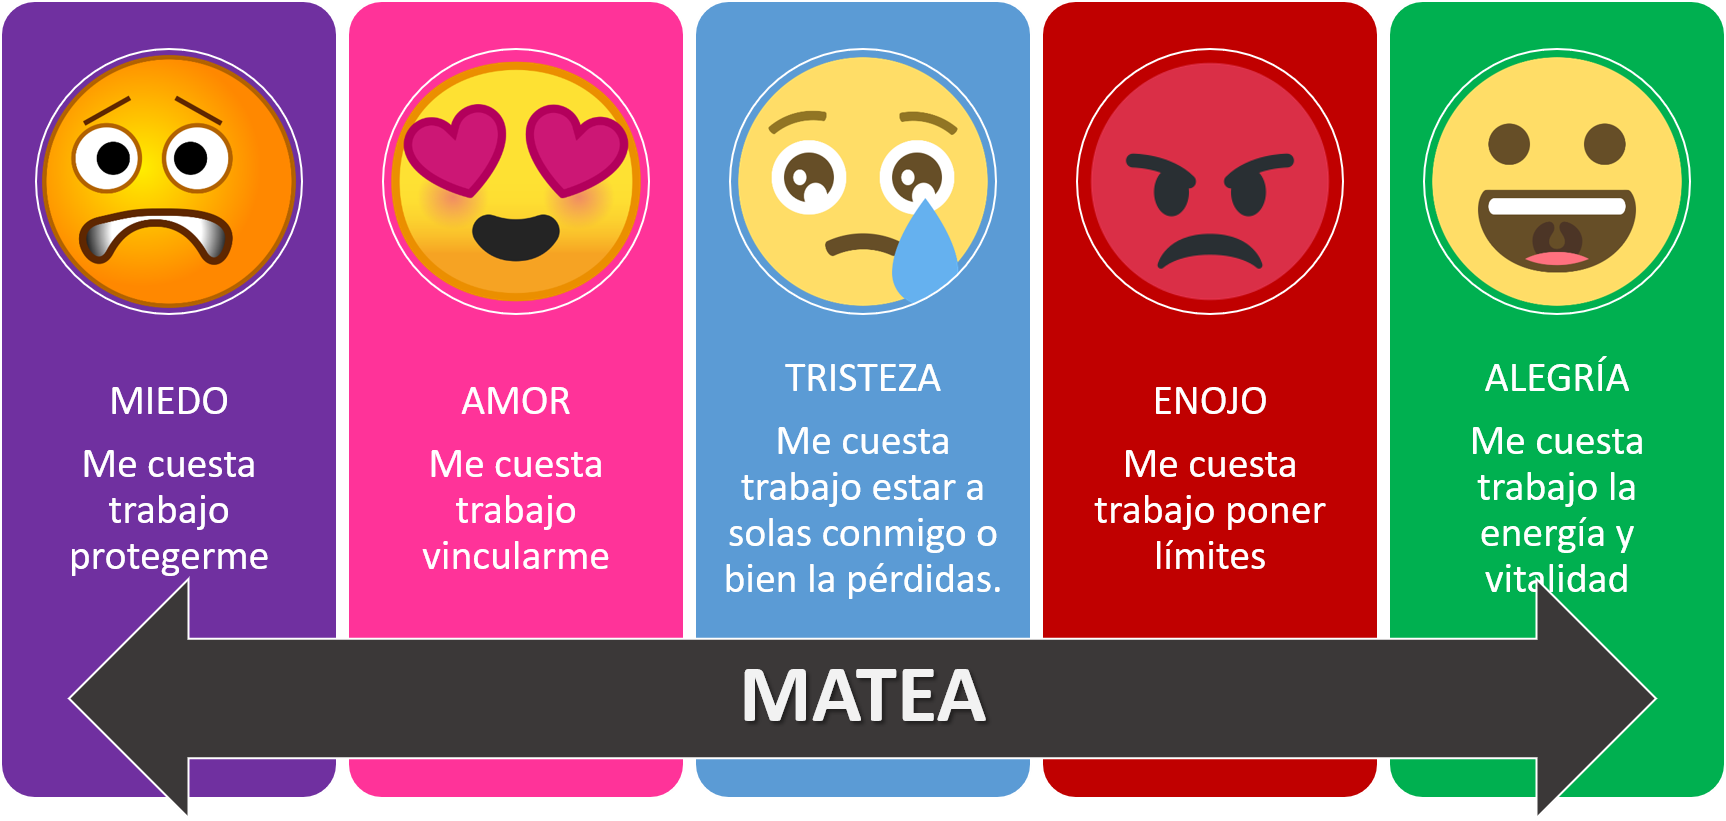 MIEDO
Me cuesta
trabajo
protegerme
AMOR
Me cuesta
trabajo
vincularme
TRISTEZA
Me cuesta
trabajo estar a
solas conmigo o
bien la pérdidas.
ENOJO
Me cuesta
trabajo poner
límites
ALEGRÍA
Me cuesta
trabajo la
energía y
vitalidad
MATEA